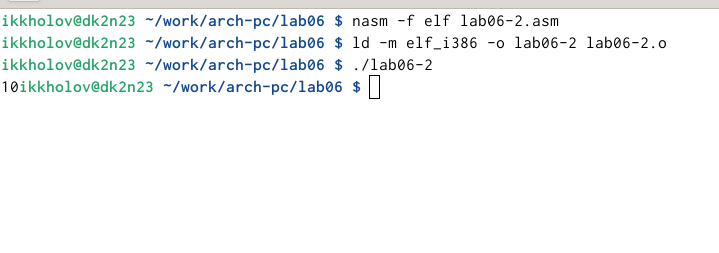 ikkholov@dk2n23 ~/work/arch-pc/lab06 $ nasm -f elf lab06-2.asm
ikkholov@dk2n23 ~/work/arch-pc/lab06 $ ld -m elf_i386 -o lab06-2 lab06-2.o
ikkholov@dk2n23 ~/work/arch-pc/lab06 $ ./lab06-2
10ikkholov@dk2n23 ~/work/arch-pc/lab06 $